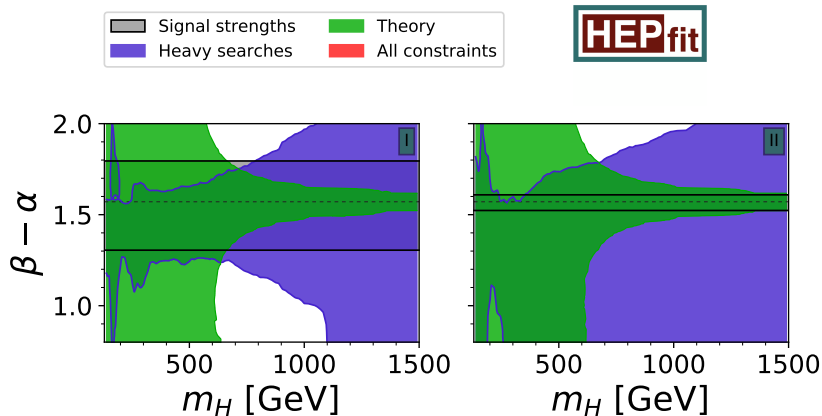 Signal strengths
Theory
Heavy searches
All constraints
HEPfit
2.0
1.5
1.0
β − α
I
II
500
1000
1500
500
1000
1500
m_H [GeV]
m_H [GeV]